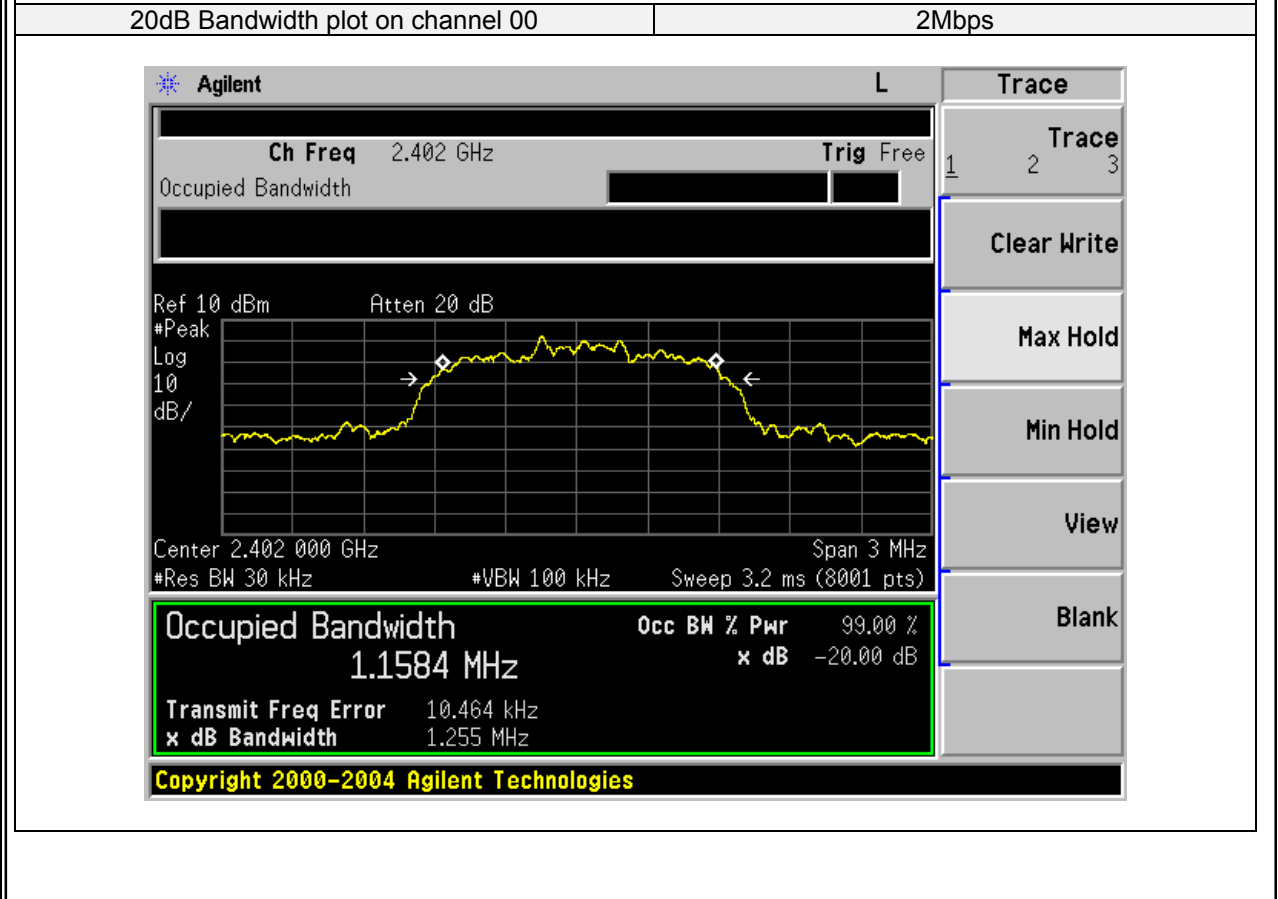 20dB Bandwidth plot on channel 00 2Mbps
Agilent L Trace
Ch Freq 2.402 GHz Trig Free
Occupied Bandwidth
Trace
1 2 3
Clear Write
Max Hold
Min Hold
View
Blank
Ref 10 dBm Atten 20 dB
#Peak
Log
10
dB/
Center 2.402 000 GHz Span 3 MHz
#Res BW 30 kHz #VBW 100 kHz Sweep 3.2 ms (8001 pts)
Occupied Bandwidth Occ BW % Pwr 99.00 %
1.1584 MHz x dB -20.00 dB
Transmit Freq Error 10.464 kHz
x dB Bandwidth 1.255 MHz
Copyright 2000-2004 Agilent Technologies